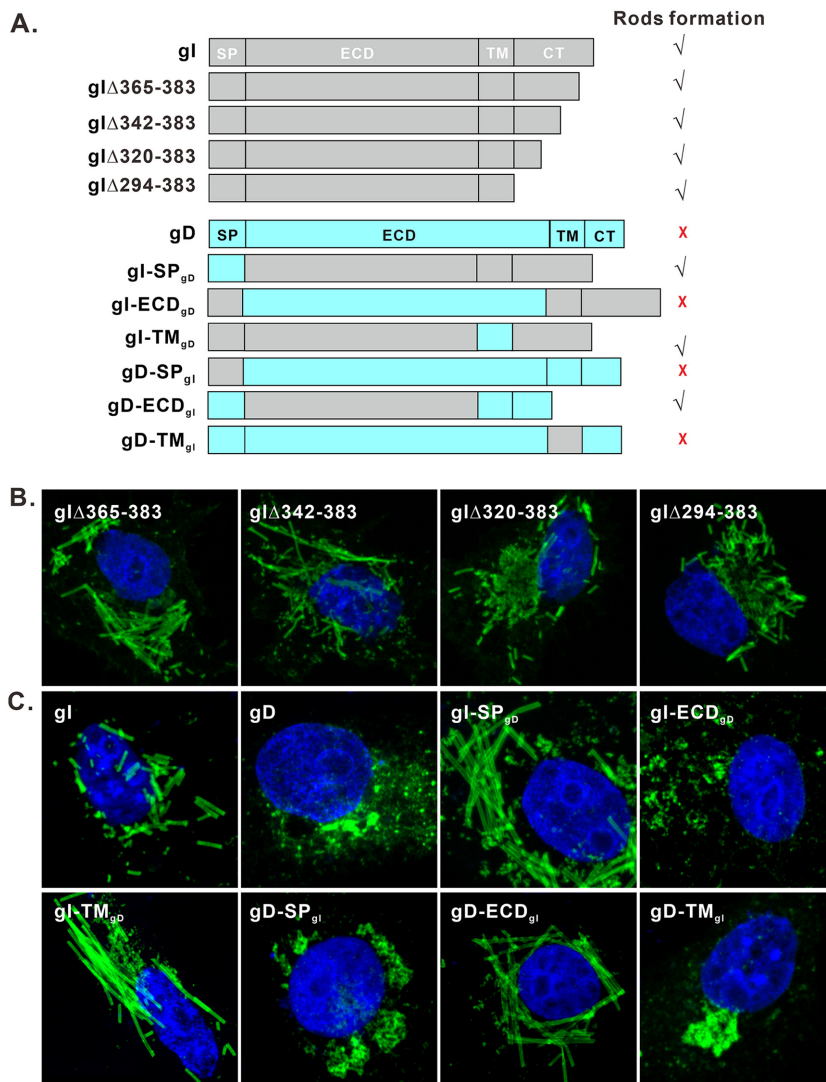 A.
Rods formation
gI SP ECD TM CT √
gIΔ365-383 √
gIΔ342-383 √
gIΔ320-383 √
gIΔ294-383 √
gD SP ECD TM CT X
gI-SPgD √
gI-ECDgD X
gI-TMgD √
gD-SPgI X
gD-ECDgI √
gD-TMgI X
B.
gIΔ365-383 gIΔ342-383 gIΔ320-383 gIΔ294-383
C.
gI gD gI-SPgD gI-ECDgD
gI-TMgD gD-SPgI gD-ECDgI gD-TMgI